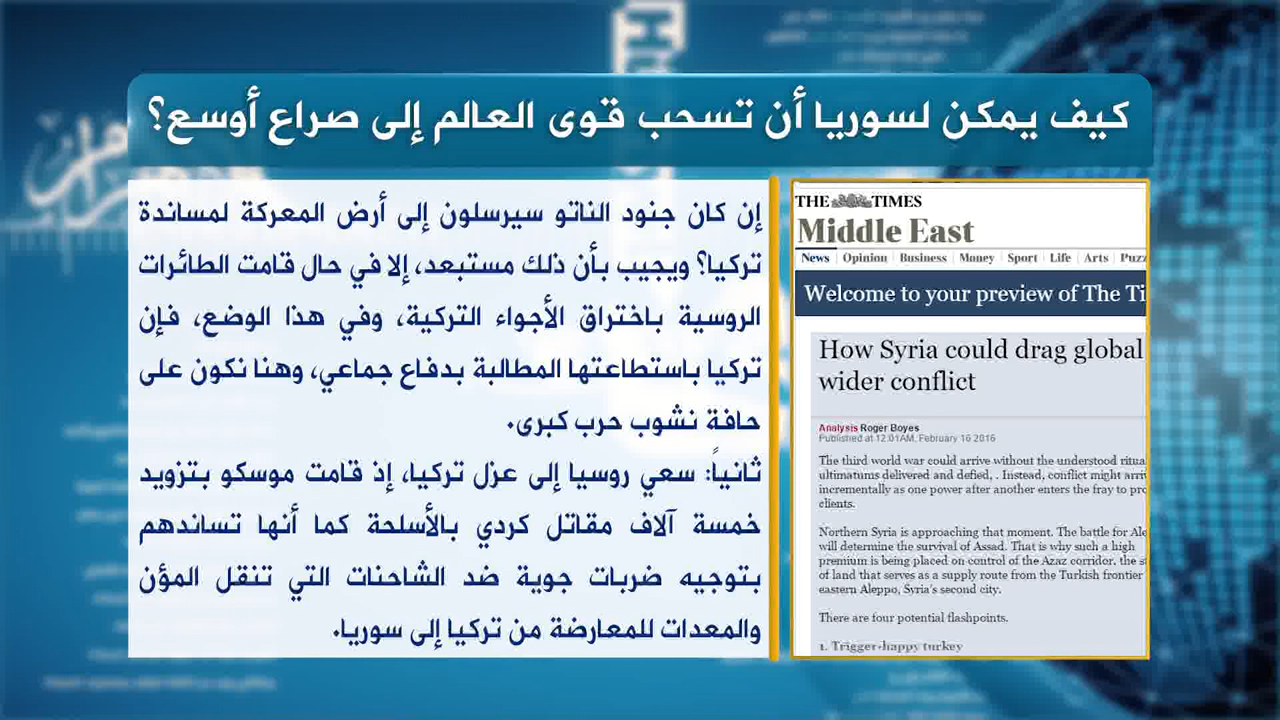 كيف يمكن لسوريا أن تسحب قوى العالم إلى صراع أوسع؟
إن كان جنود الناتو سيرسلون إلى أرض المعركة لمساندة
تركيا؟ ويجيب بأن ذلك مستبعد، إلا في حال قامت الطائرات
الروسية باختراق الأجواء التركية، وفي هذا الوضع، فإن
تركيا باستطاعتها المطالبة بدفاع جماعي، وهنا نكون على
حافة نشوب حرب كبرى.
ثانياً: سعي روسيا إلى عزل تركيا، إذ قامت موسكو بتزويد
خمسة آلاف مقاتل كردي بالأسلحة كما أنها تساندهم
بتوجيه ضربات جوية ضد الشاحنات التي تنقل المؤن
والمعدات للمعارضة من تركيا إلى سوريا.
THE TIMES
Middle East
News Opinion Business Money Sport Life Arts Puzz
Welcome to your preview of The Ti
How Syria could drag global
wider conflict
Analysis Roger Boyes
Published at 12:01AM, February 16 2016
The third world war could arrive without the understood ritua
ultimatums delivered and defied, . Instead, conflict might arriv
incrementally as one power after another enters the fray to pro
clients.
Northern Syria is approaching that moment. The battle for Ale
will determine the survival of Assad. That is why such a high
premium is being placed on control of the Azaz corridor, the st
of land that serves as a supply route from the Turkish frontier
eastern Aleppo, Syria's second city.
There are four potential flashpoints.
1. Trigger-happy turkey